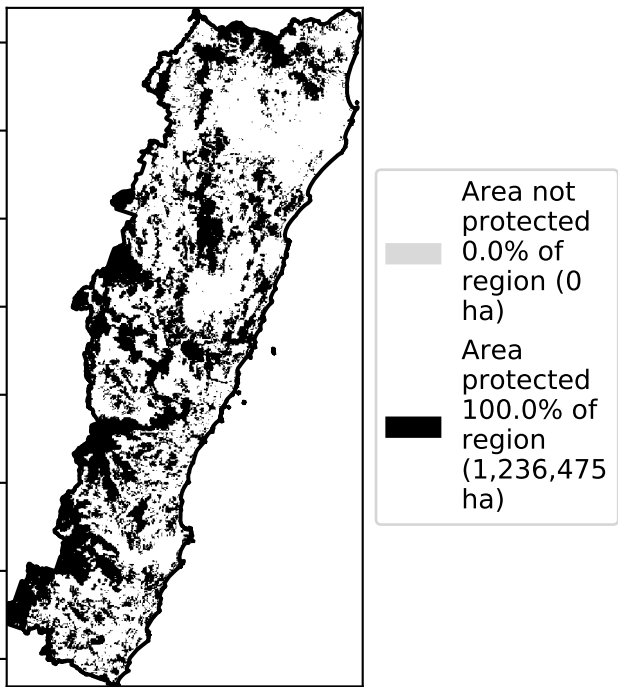 Area not
protected
0.0% of
region (0
ha)
Area
protected
100.0% of
region
(1,236,475
ha)